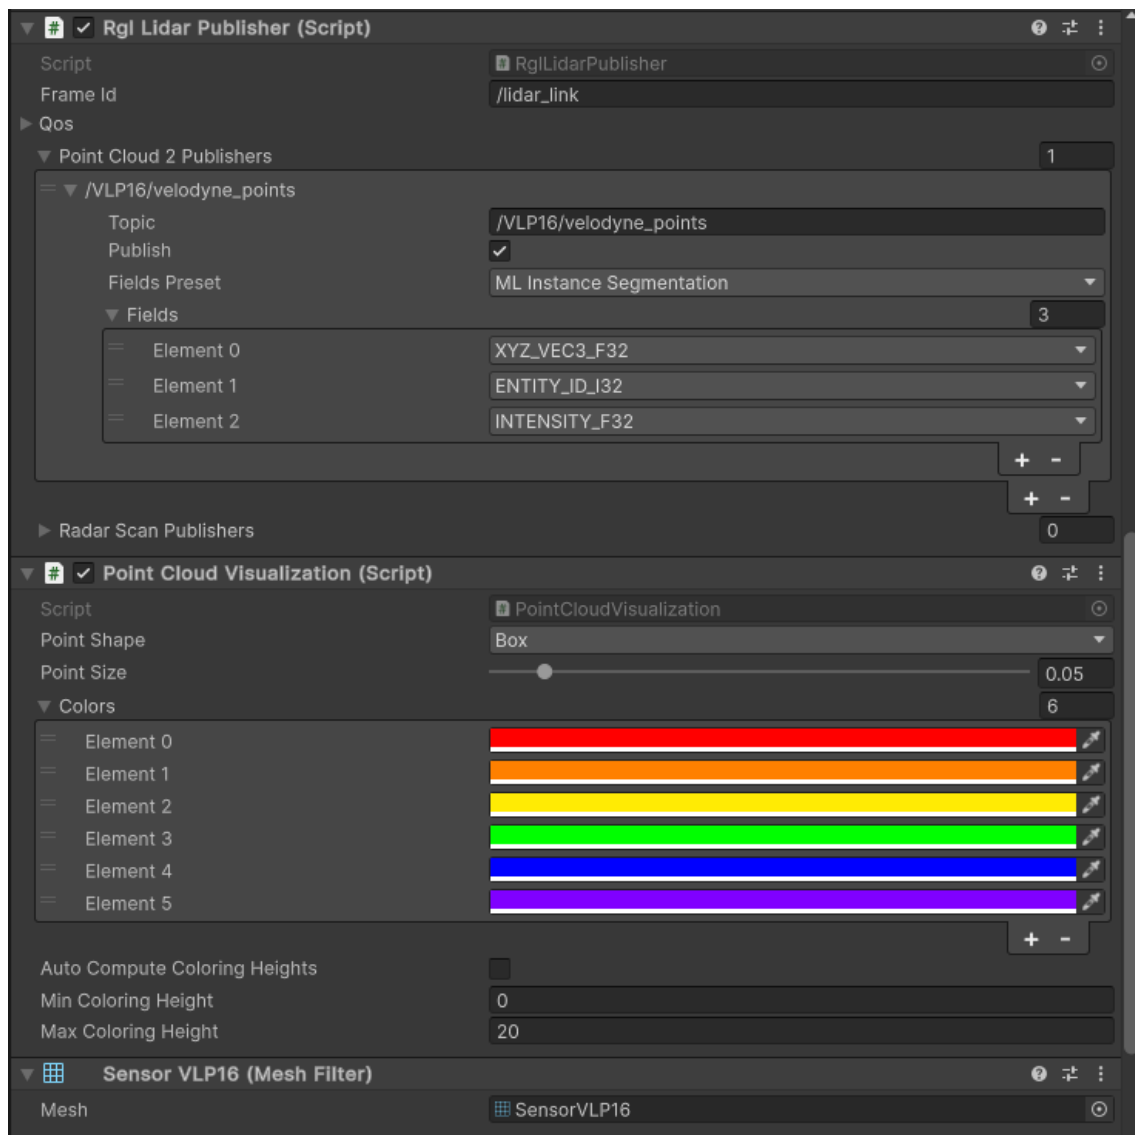 Rgl Lidar Publisher (Script)
Script RglLidarPublisher
Frame Id /lidar_link
Qos
Point Cloud 2 Publishers 1
/VLP16/velodyne_points
Topic /VLP16/velodyne_points
Publish
Fields Preset ML Instance Segmentation
Fields 3
Element 0 XYZ_VEC3_F32
Element 1 ENTITY_ID_I32
Element 2 INTENSITY_F32
+ -
+ -
Radar Scan Publishers 0
Point Cloud Visualization (Script)
Script PointCloudVisualization
Point Shape Box
Point Size 0.05
Colors 6
Element 0
Element 1
Element 2
Element 3
Element 4
Element 5
+ -
Auto Compute Coloring Heights
Min Coloring Height 0
Max Coloring Height 20
Sensor VLP16 (Mesh Filter)
Mesh SensorVLP16